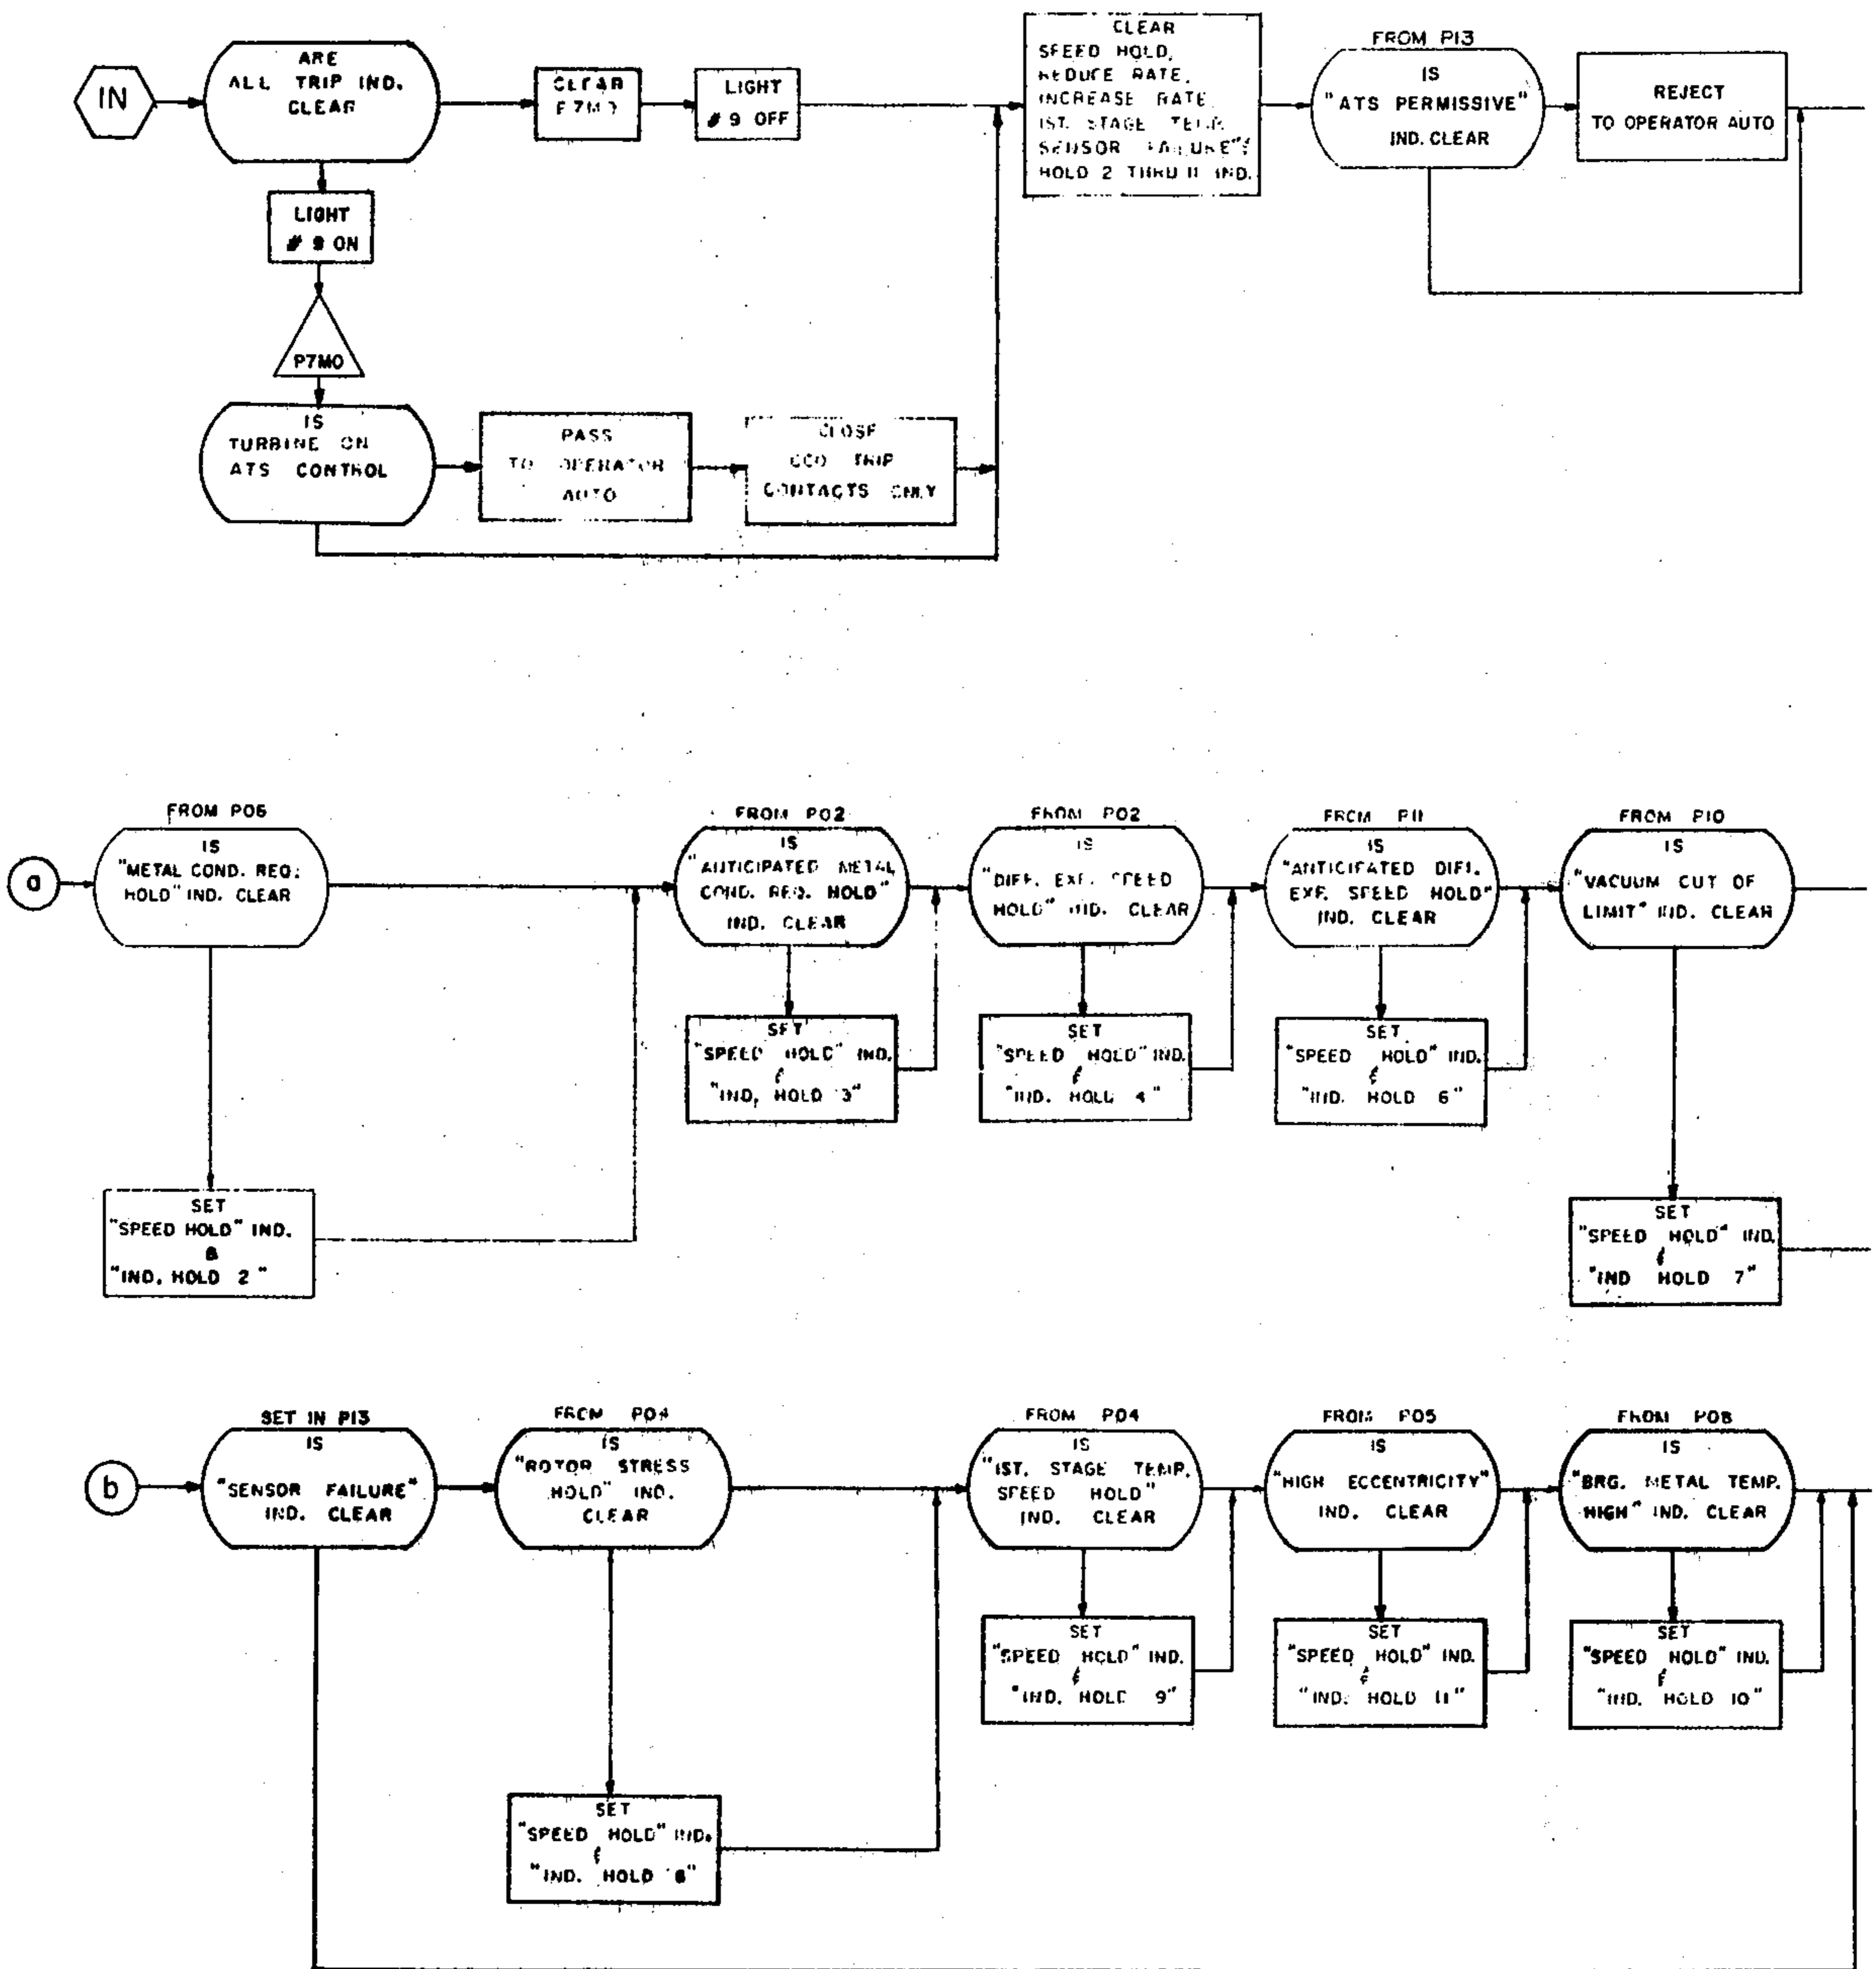 IN
ARE
ALL TRIP IND.
CLEAR
CLEAR
LIGHT
# 9 OFF
CLEAR
SPEED HOLD,
REDUCE RATE,
INCREASE RATE,
1ST. STAGE TEMP.
SENSOR FAILURE" &
HOLD 2 THRU 11 IND.
FROM P13
IS
"ATS PERMISSIVE"
IND. CLEAR
REJECT
TO OPERATOR AUTO
LIGHT
# 9 ON
P7MO
IS
TURBINE ON
ATS CONTROL
PASS
TO OPERATOR
AUTO
CLOSE
CCO TRIP
CONTACTS ONLY
a
FROM P06
IS
"METAL COND. REQ.
HOLD" IND. CLEAR
FROM P02
IS
"ANTICIPATED METAL
COND. REQ. HOLD"
IND. CLEAR
FROM P02
IS
"DIFF. EXP. SPEED
HOLD" IND. CLEAR
FROM P11
IS
"ANTICIPATED DIFF.
EXP. SPEED HOLD"
IND. CLEAR
FROM P10
IS
"VACUUM OUT OF
LIMIT" IND. CLEAR
SET
"SPEED HOLD" IND.
&
"IND. HOLD 2"
SET
"SPEED HOLD" IND.
&
"IND. HOLD 3"
SET
"SPEED HOLD" IND.
&
"IND. HOLD 4"
SET
"SPEED HOLD" IND.
&
"IND. HOLD 6"
SET
"SPEED HOLD" IND.
&
"IND HOLD 7"
b
SET IN P13
IS
"SENSOR FAILURE"
IND. CLEAR
FROM P04
IS
"ROTOR STRESS
HOLD" IND.
CLEAR
FROM P04
IS
"1ST. STAGE TEMP.
SPEED HOLD"
IND. CLEAR
FROM P05
IS
"HIGH ECCENTRICITY"
IND. CLEAR
FROM P08
IS
"BRG. METAL TEMP.
HIGH" IND. CLEAR
SET
"SPEED HOLD" IND.
&
"IND. HOLD 8"
SET
"SPEED HOLD" IND.
&
"IND. HOLD 9"
SET
"SPEED HOLD" IND.
&
"IND. HOLD 11"
SET
"SPEED HOLD" IND.
&
"IND. HOLD 10"